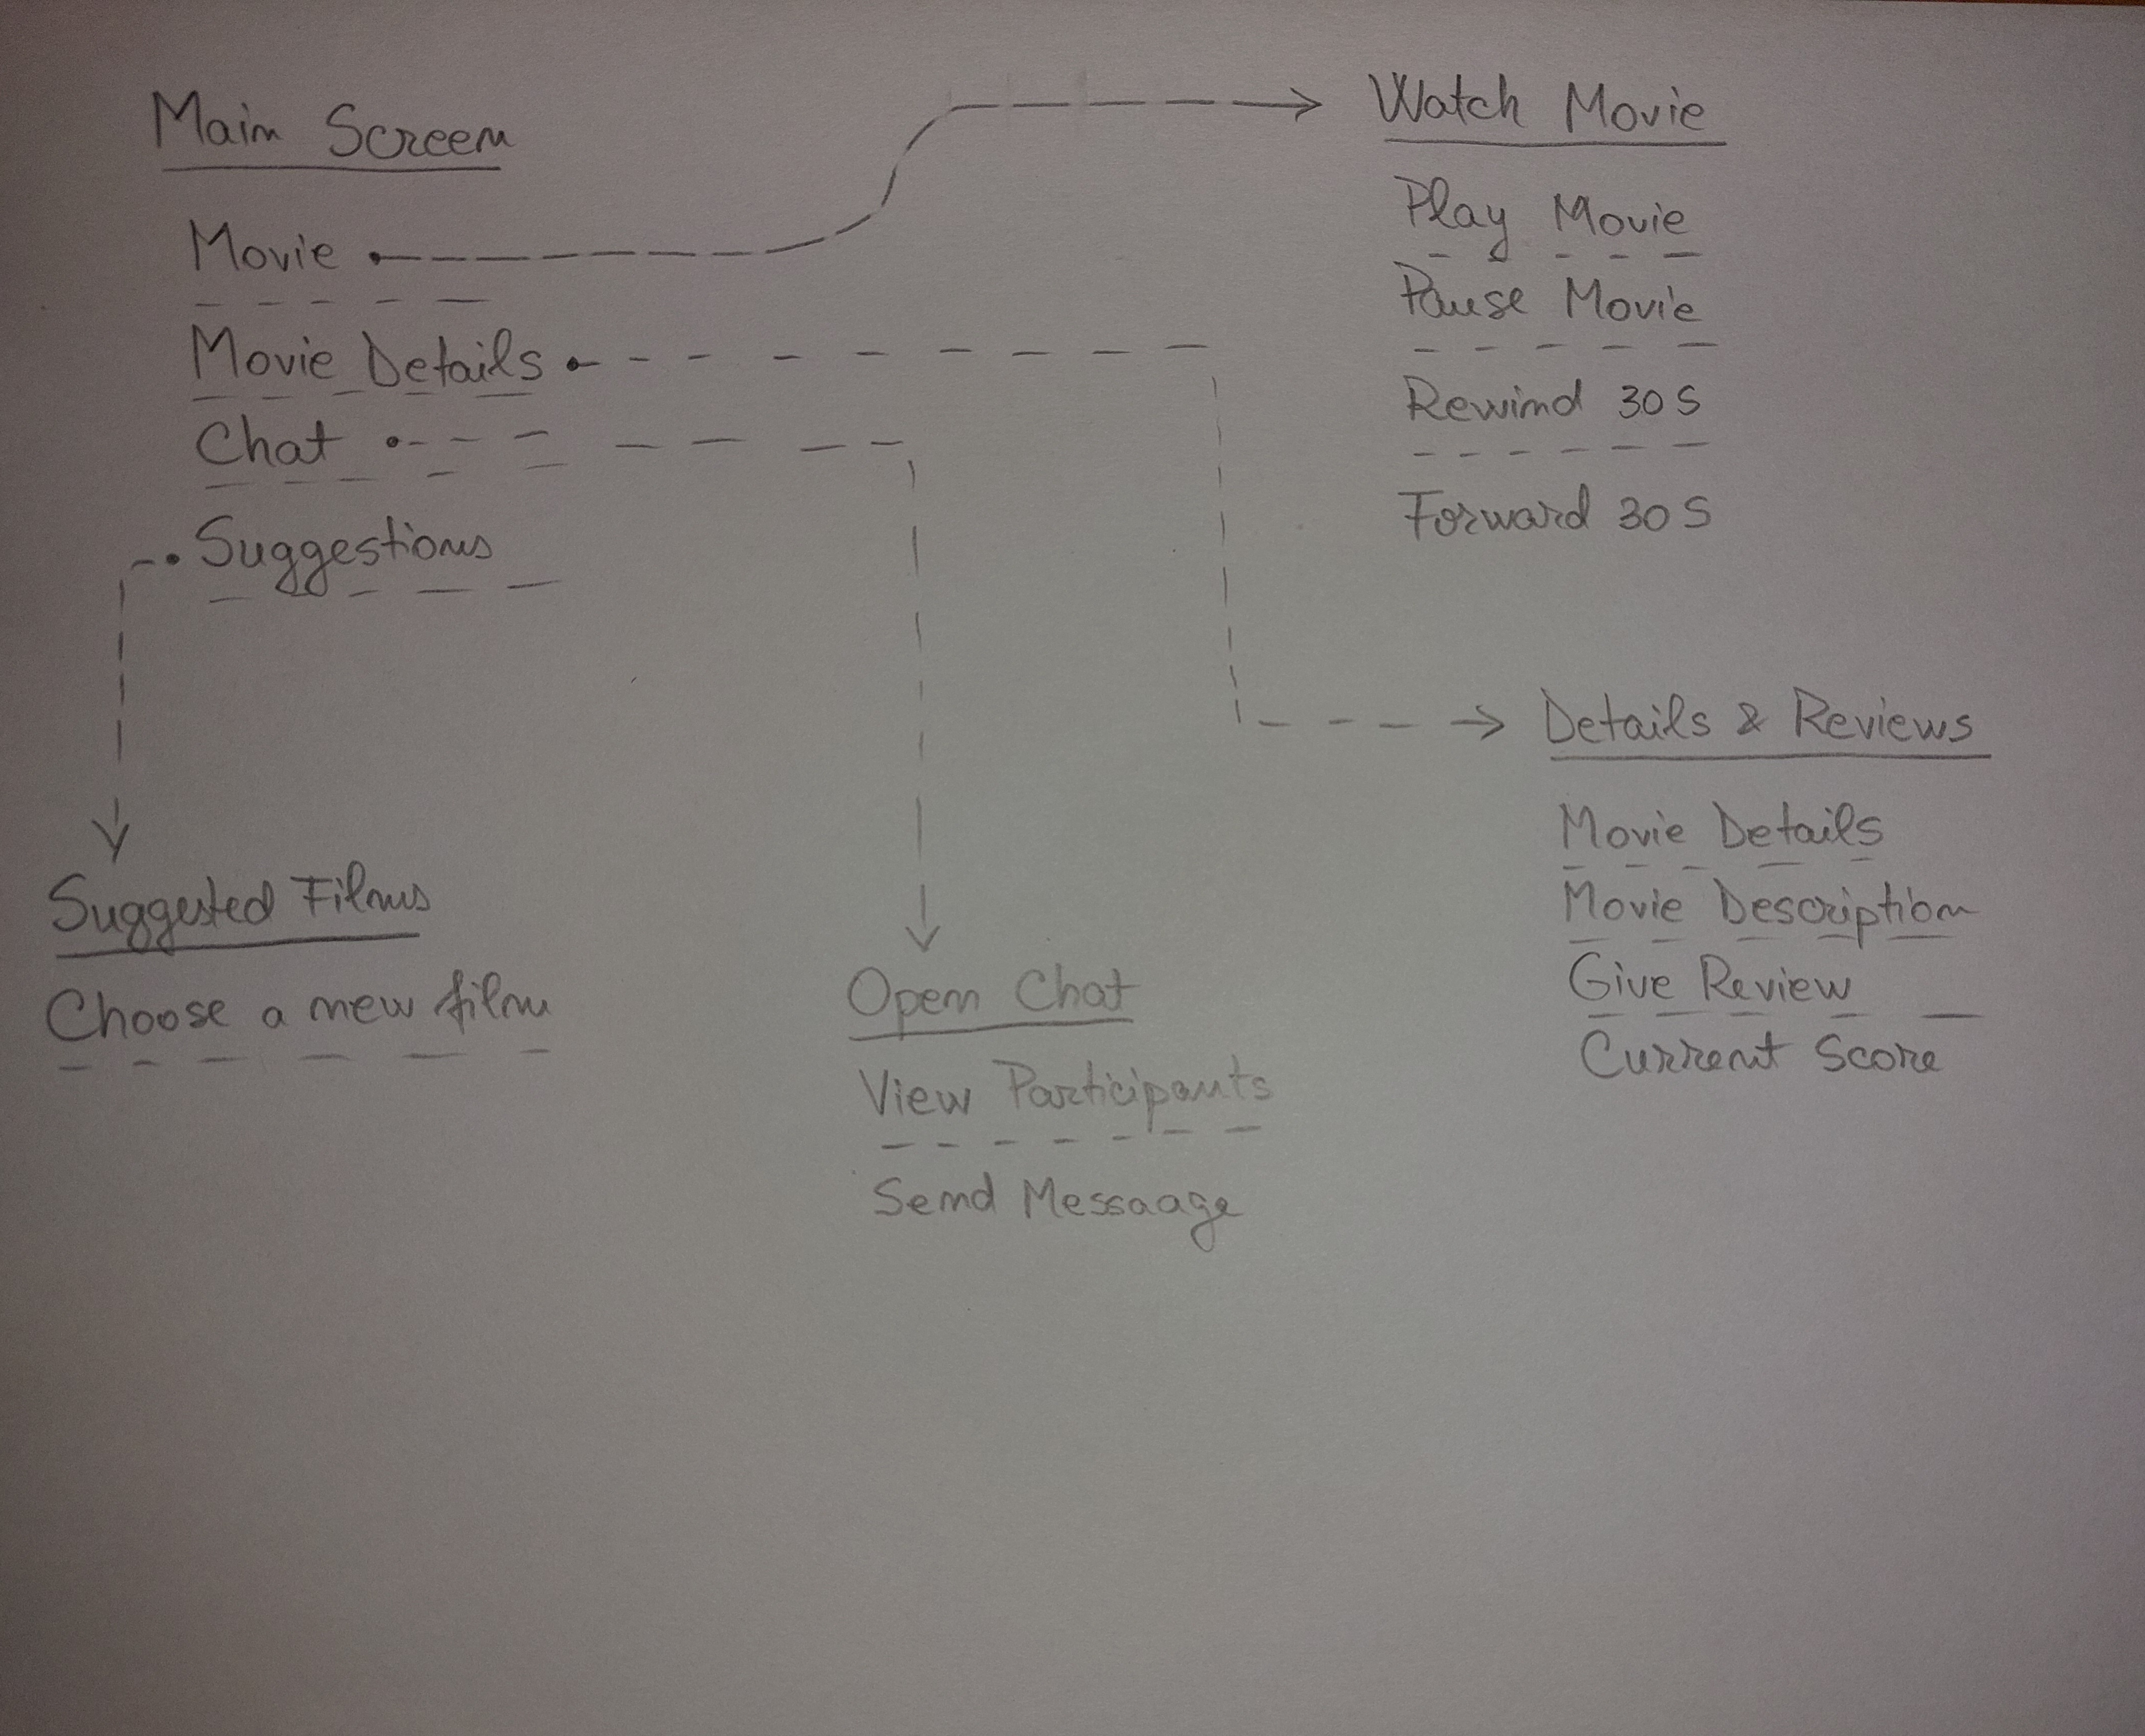 Main Screen
Movie
Movie Details
Chat
Suggestions
Watch Movie
Play Movie
Pause Movie
Rewind 30 S
Forward 30 S
Details & Reviews
Movie Details
Movie Description
Give Review
Current Score
Suggested Films
Choose a new film
Open Chat
View Participants
Send Messaage